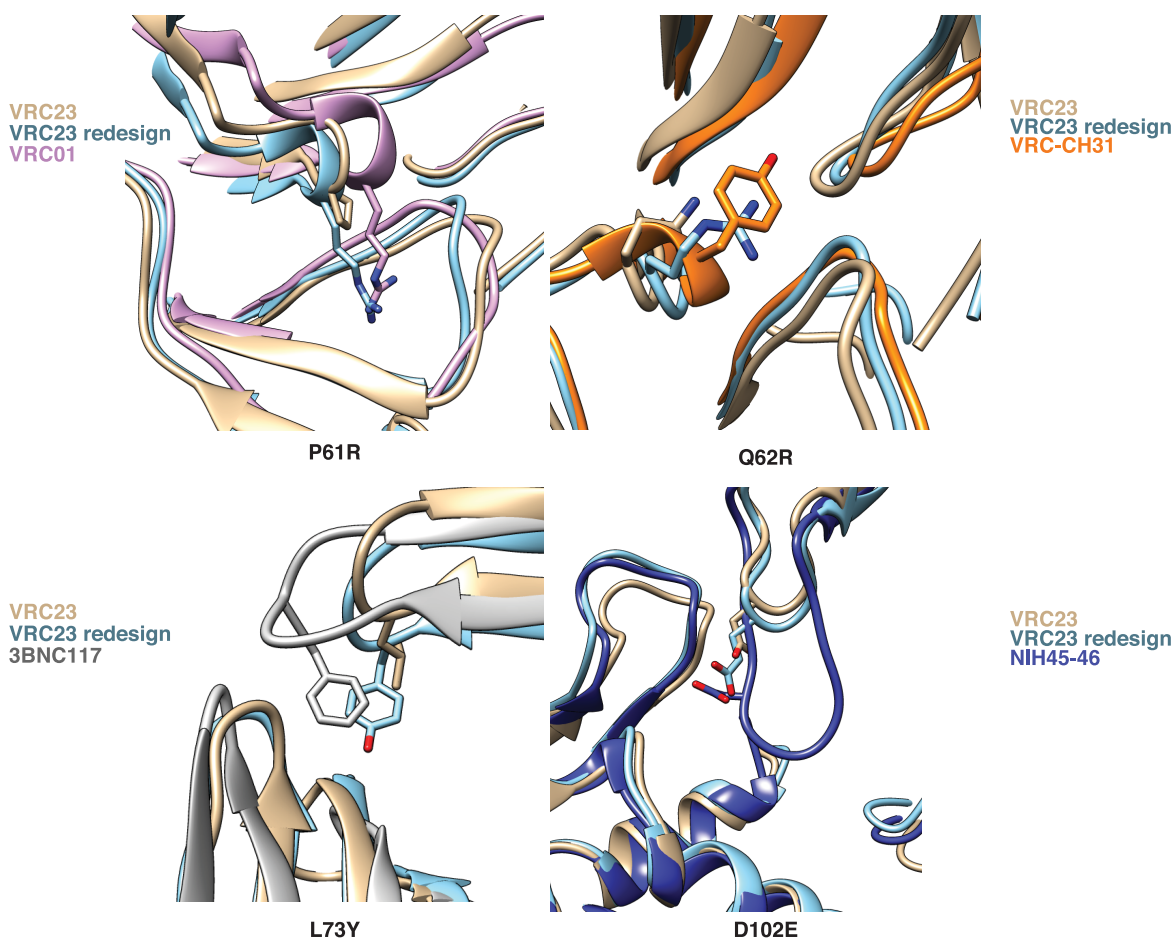 VRC23
VRC23 redesign
VRC01
P61R
VRC23
VRC23 redesign
VRC-CH31
Q62R
VRC23
VRC23 redesign
3BNC117
L73Y
VRC23
VRC23 redesign
NIH45-46
D102E